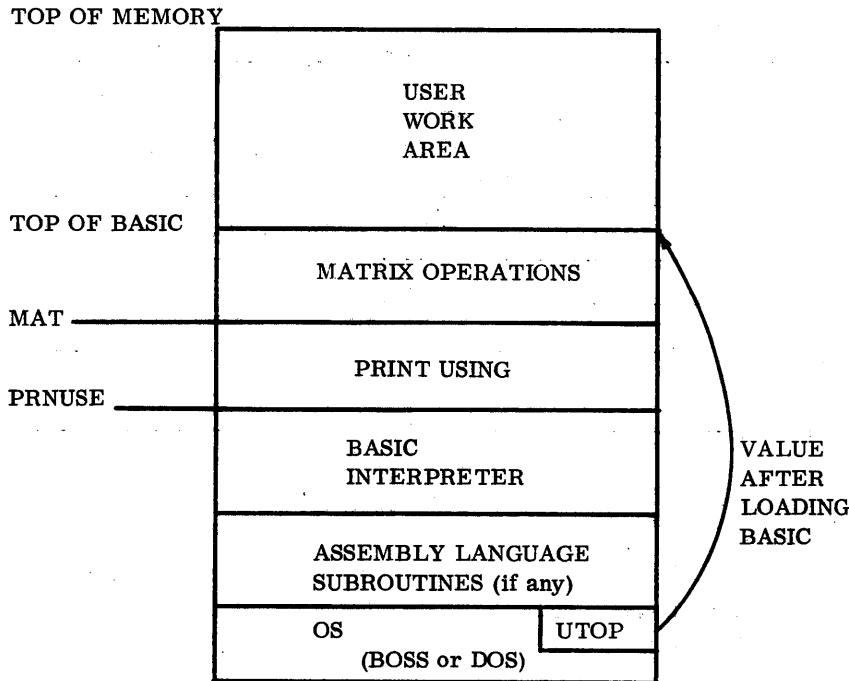 TOP OF MEMORY
USER
WORK
AREA
TOP OF BASIC
MATRIX OPERATIONS
MAT
PRINT USING
PRNUSE
BASIC
INTERPRETER
VALUE
AFTER
LOADING
BASIC
ASSEMBLY LANGUAGE
SUBROUTINES (if any)
OS
UTOP
(BOSS or DOS)